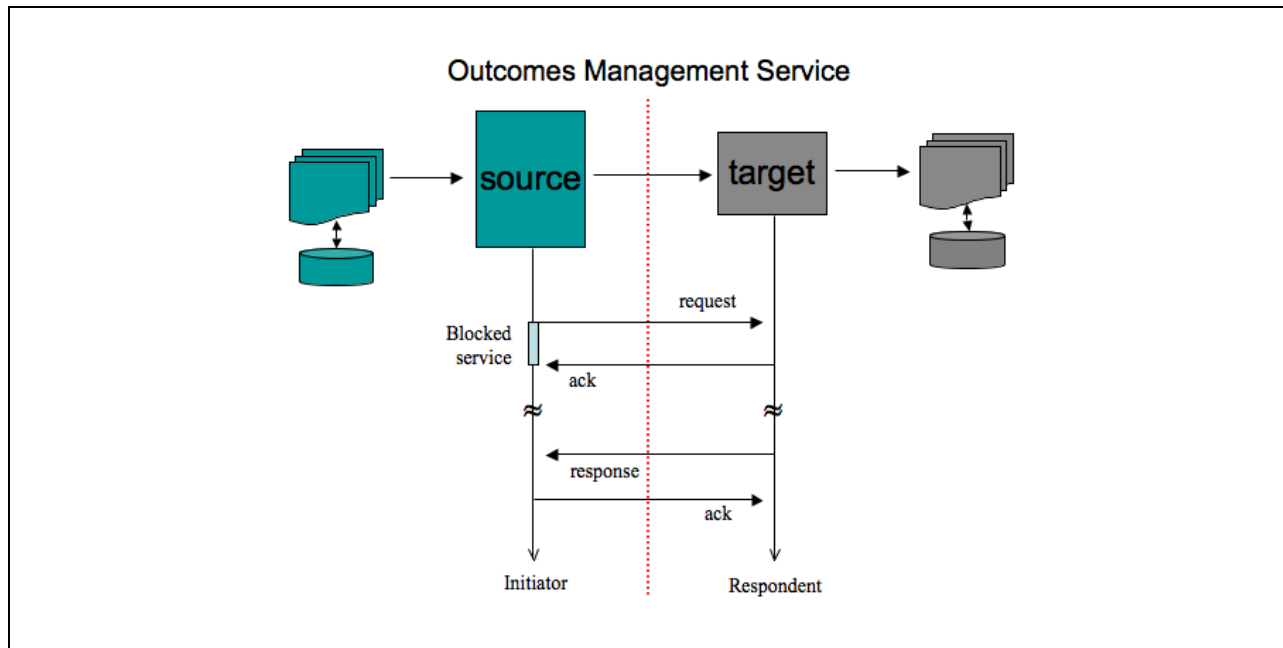 Outcomes Management Service
source
target
request
Blocked
service
ack
≈
≈
response
ack
Initiator
Respondent